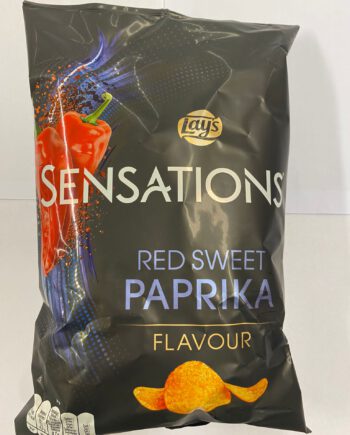 Lay's
SENSATIONS
RED SWEET
PAPRIKA
FLAVOUR